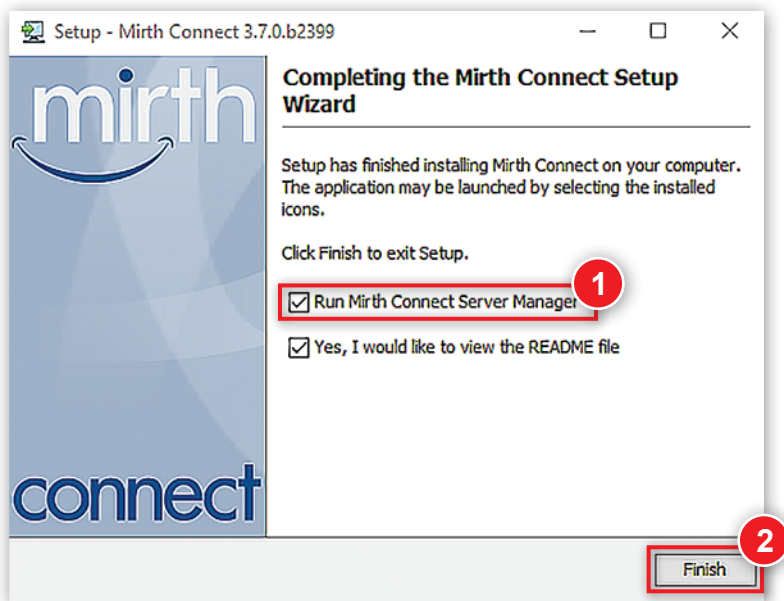 Setup - Mirth Connect 3.7.0.b2399
mirth
connect
Completing the Mirth Connect Setup
Wizard
Setup has finished installing Mirth Connect on your computer.
The application may be launched by selecting the installed
icons.
Click Finish to exit Setup.
1
Run Mirth Connect Server Manager
Yes, I would like to view the README file
2
Finish